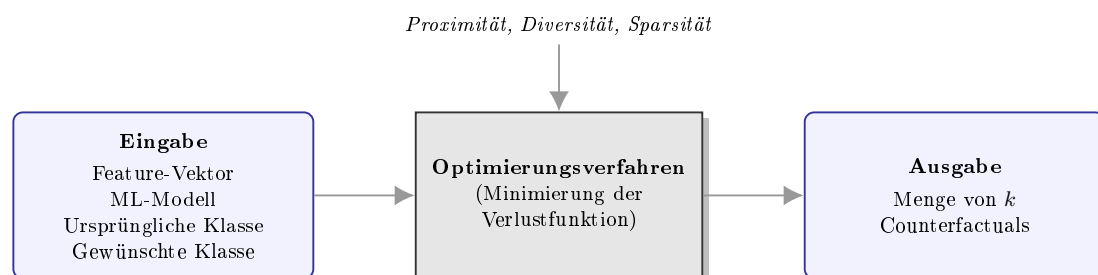 Proximität, Diversität, Sparsität
Eingabe
Feature-Vektor
ML-Modell
Ursprüngliche Klasse
Gewünschte Klasse
Optimierungsverfahren
(Minimierung der
Verlustfunktion)
Ausgabe
Menge von k
Counterfactuals